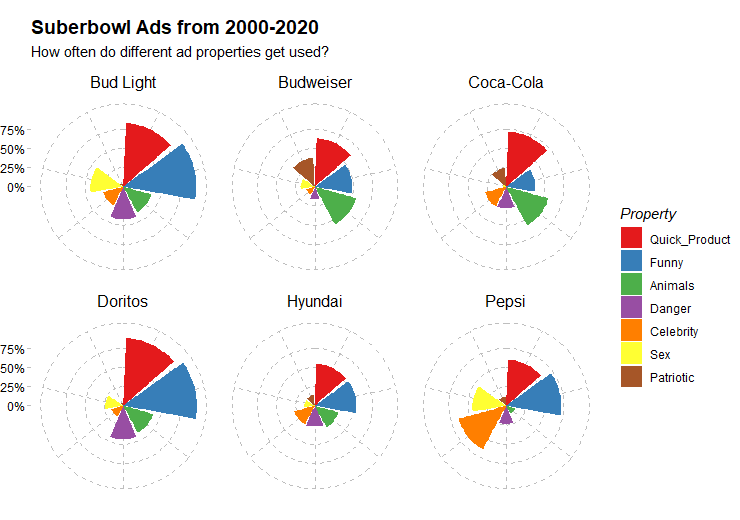 Suberbowl Ads from 2000-2020
How often do different ad properties get used?
Bud Light
Budweiser
Coca-Cola
75%
50%
25%
0%
Doritos
Hyundai
Pepsi
75%
50%
25%
0%
Property
Quick_Product
Funny
Animals
Danger
Celebrity
Sex
Patriotic